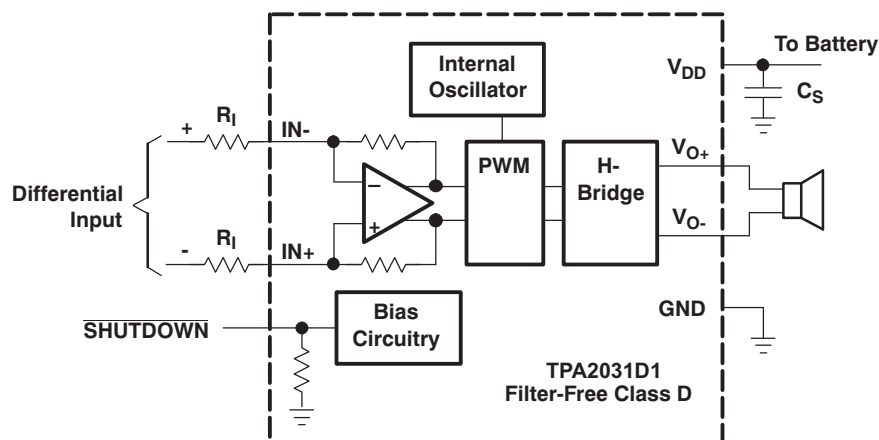 Internal
Oscillator
To Battery
V_DD
C_S
+
R_I
IN-
Differential
Input
-
R_I
IN+
–
+
PWM
H-
Bridge
V_O+
V_O-
GND
SHUTDOWN
Bias
Circuitry
TPA2031D1
Filter-Free Class D